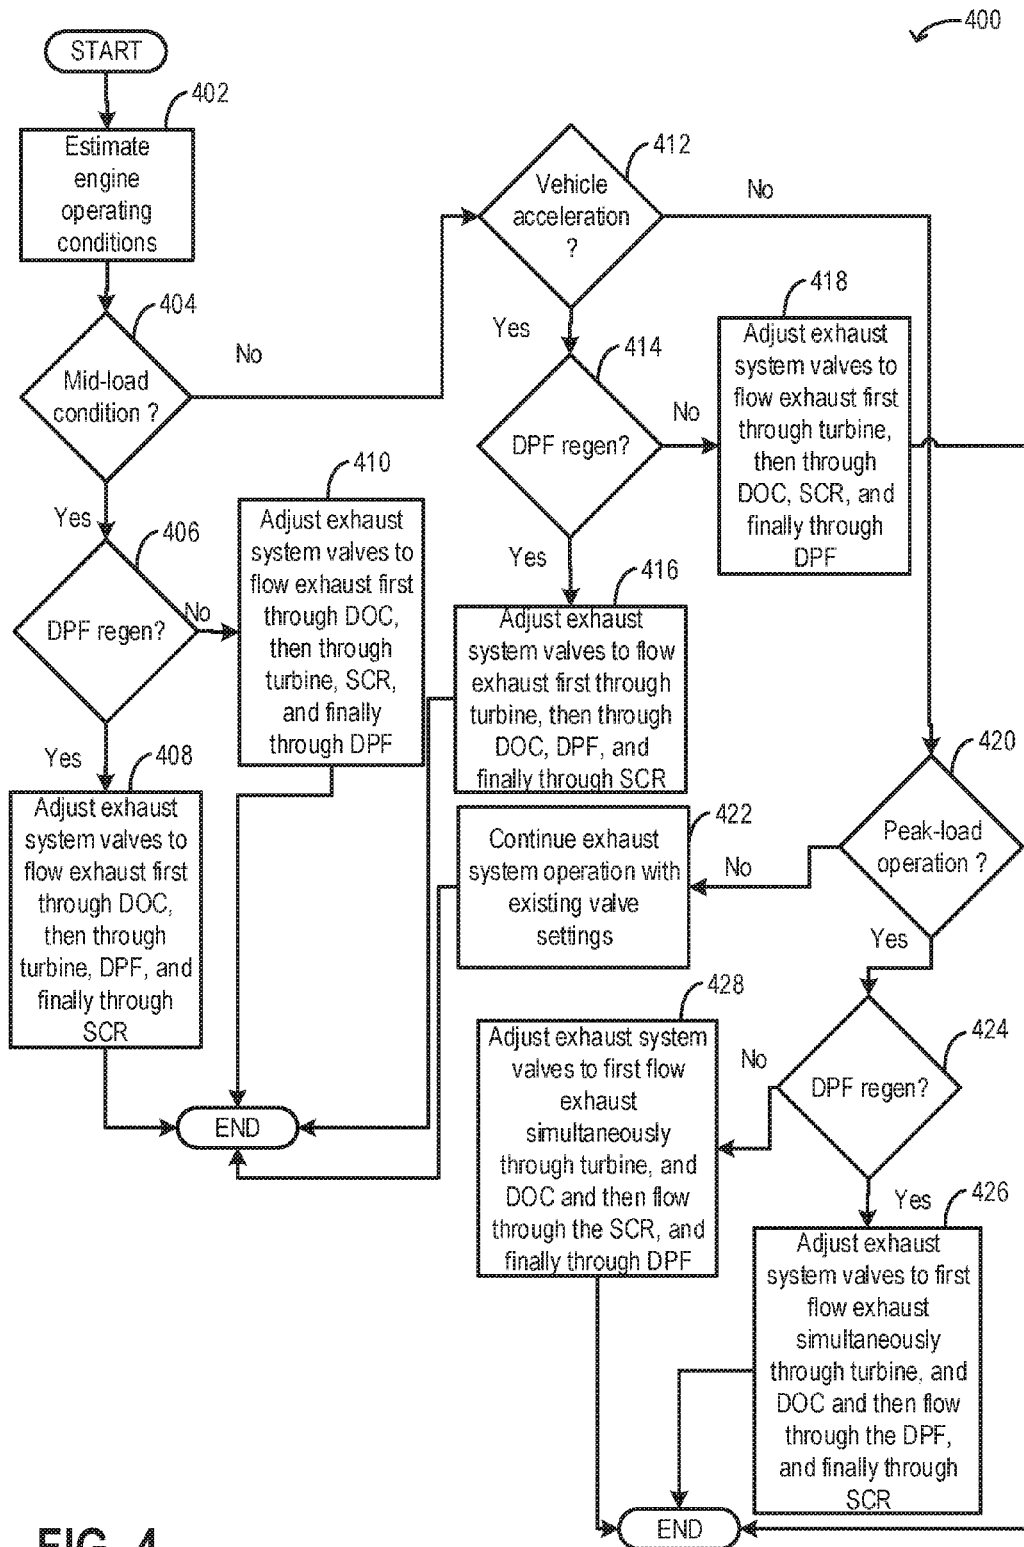 400
START
402
Estimate
engine
operating
conditions
404
Mid-load
condition ?
No
Yes
406
DPF regen?
No
410
Adjust exhaust
system valves to
flow exhaust first
through DOC,
then through
turbine, SCR,
and finally
through DPF
Yes
408
Adjust exhaust
system valves to
flow exhaust first
through DOC,
then through
turbine, DPF, and
finally through
SCR
END
412
Vehicle
acceleration
?
No
Yes
414
DPF regen?
No
418
Adjust exhaust
system valves to
flow exhaust first
through turbine,
then through
DOC, SCR, and
finally through
DPF
Yes
416
Adjust exhaust
system valves to flow
exhaust first through
turbine, then through
DOC, DPF, and
finally through SCR
420
Peak-load
operation ?
No
422
Continue exhaust
system operation with
existing valve
settings
Yes
424
DPF regen?
No
428
Adjust exhaust system
valves to first flow
exhaust
simultaneously
through turbine, and
DOC and then flow
through the SCR, and
finally through DPF
Yes
426
Adjust exhaust
system valves to first
flow exhaust
simultaneously
through turbine, and
DOC and then flow
through the DPF,
and finally through
SCR
END
FIG. 4